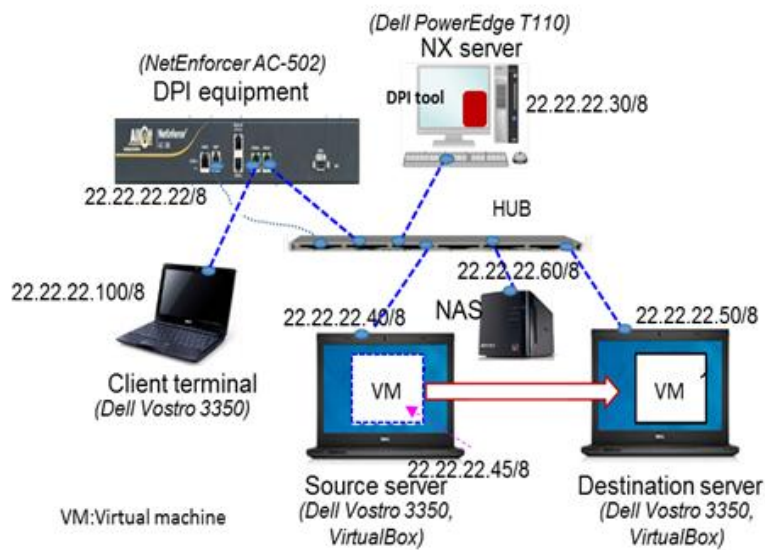 (Dell PowerEdge T110)
NX server
(NetEnforcer AC-502)
DPI equipment
DPI tool
22.22.22.30/8
NetEnforcer
22.22.22.22/8
HUB
22.22.22.60/8
22.22.22.100/8
NAS
22.22.22.40/8
22.22.22.50/8
Client terminal
(Dell Vostro 3350)
VM
VM
22.22.22.45/8
Source server
(Dell Vostro 3350,
VirtualBox)
Destination server
(Dell Vostro 3350,
VirtualBox)
VM:Virtual machine